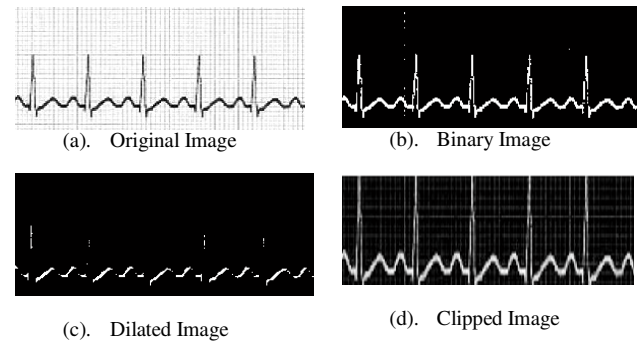 (a). Original Image
(b). Binary Image
(c). Dilated Image
(d). Clipped Image